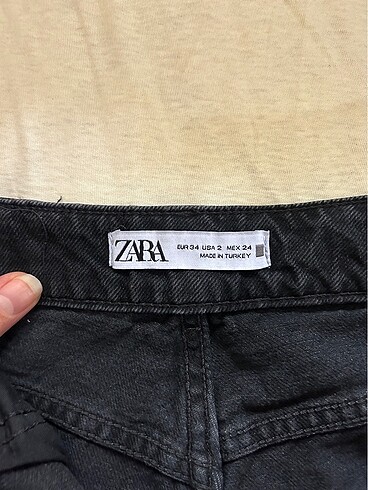 ZARA
EUR 34 USA 2 MEX 24
MADE IN TURKEY